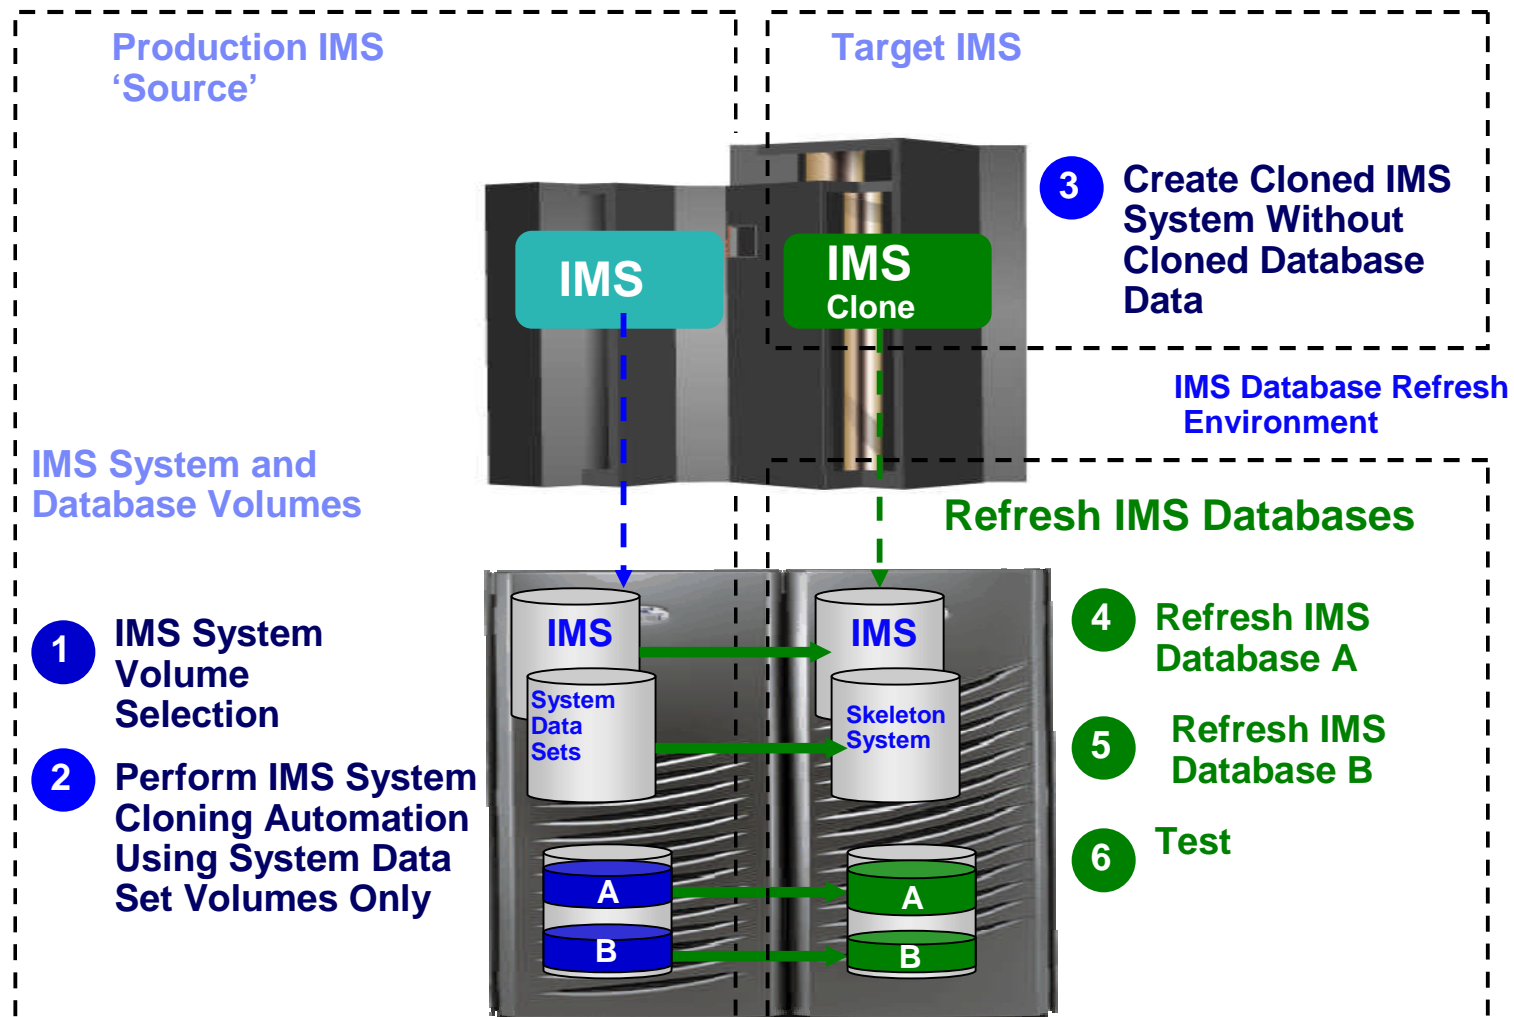 Production IMS
‘Source’
Target IMS
3
Create Cloned IMS
System Without
Cloned Database
Data
IMS
IMS
Clone
IMS Database Refresh
Environment
IMS System and
Database Volumes
Refresh IMS Databases
1
IMS System
Volume
Selection
2
Perform IMS System
Cloning Automation
Using System Data
Set Volumes Only
IMS
System
Data
Sets
A
B
IMS
Skeleton
System
A
B
4
Refresh IMS
Database A
5
Refresh IMS
Database B
6
Test